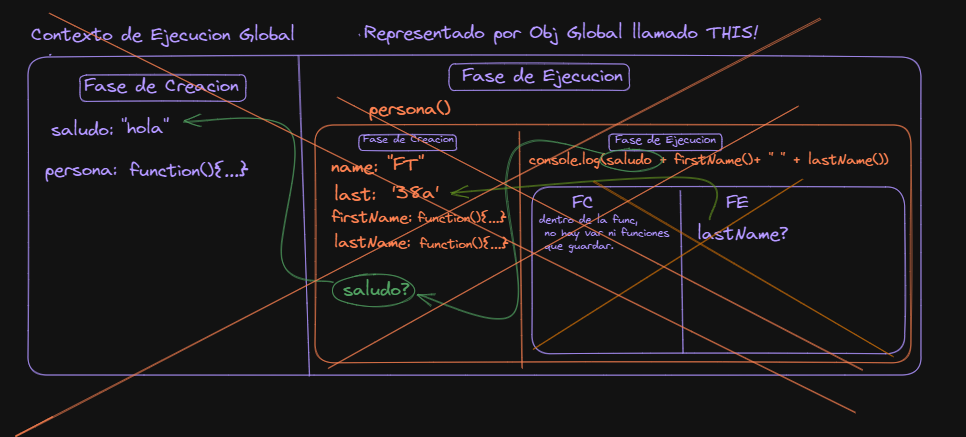 Contexto de Ejecucion Global
Representado por Obj Global llamado THIS!
Fase de Creacion
saludo: "hola"
persona: function(){...}
Fase de Ejecucion
persona()
Fase de Creacion
name: "FT"
last: '38a'
firstName: function(){...}
lastName: function(){...}
saludo?
Fase de Ejecucion
console.log(saludo + firstName()+ " " + lastName())
FC
dentro de la func,
no hay var ni funciones
que guardar.
FE
lastName?